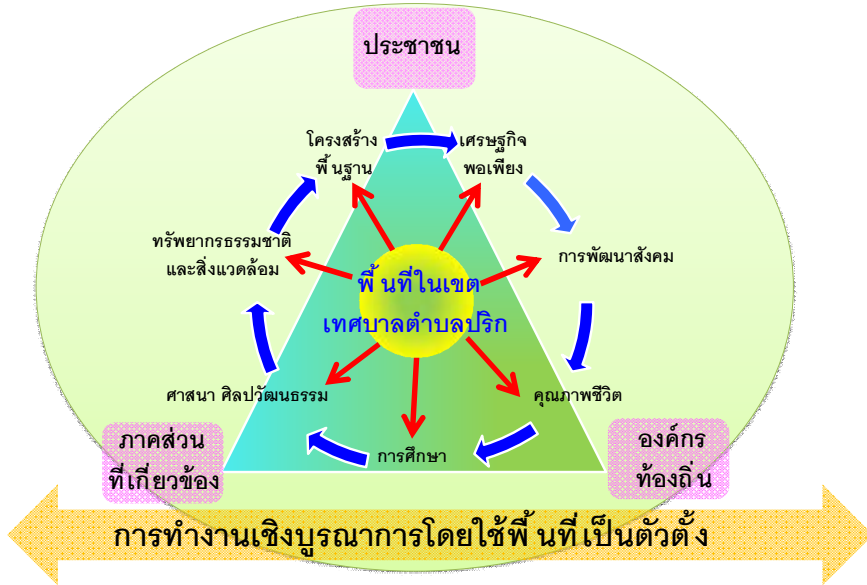 ประชาชน
โครงสร้าง
พื้นฐาน
เศรษฐกิจ
พอเพียง
ทรัพยากรธรรมชาติ
และสิ่งแวดล้อม
การพัฒนาสังคม
พื้นที่ในเขต
เทศบาลตำบลปริก
ศาสนา ศิลปวัฒนธรรม
คุณภาพชีวิต
การศึกษา
ภาคส่วน
ที่เกี่ยวข้อง
องค์กร
ท้องถิ่น
การทำงานเชิงบูรณาการโดยใช้พื้นที่เป็นตัวตั้ง